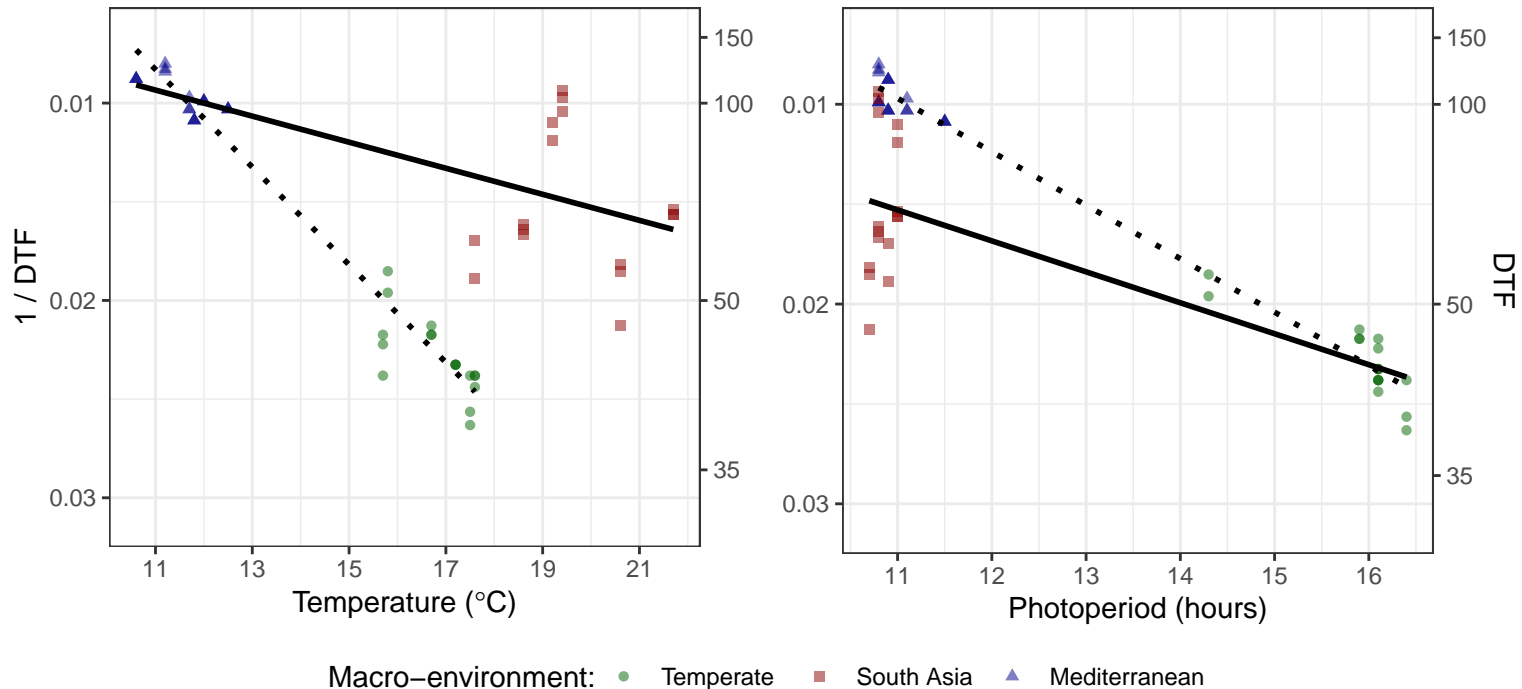 0.01
0.02
0.03
1 / DTF
150
100
50
35
11 13 15 17 19 21
Temperature (°C)
0.01
0.02
0.03
150
100
50
35
DTF
11 12 13 14 15 16
Photoperiod (hours)
Macro−environment: Temperate South Asia Mediterranean